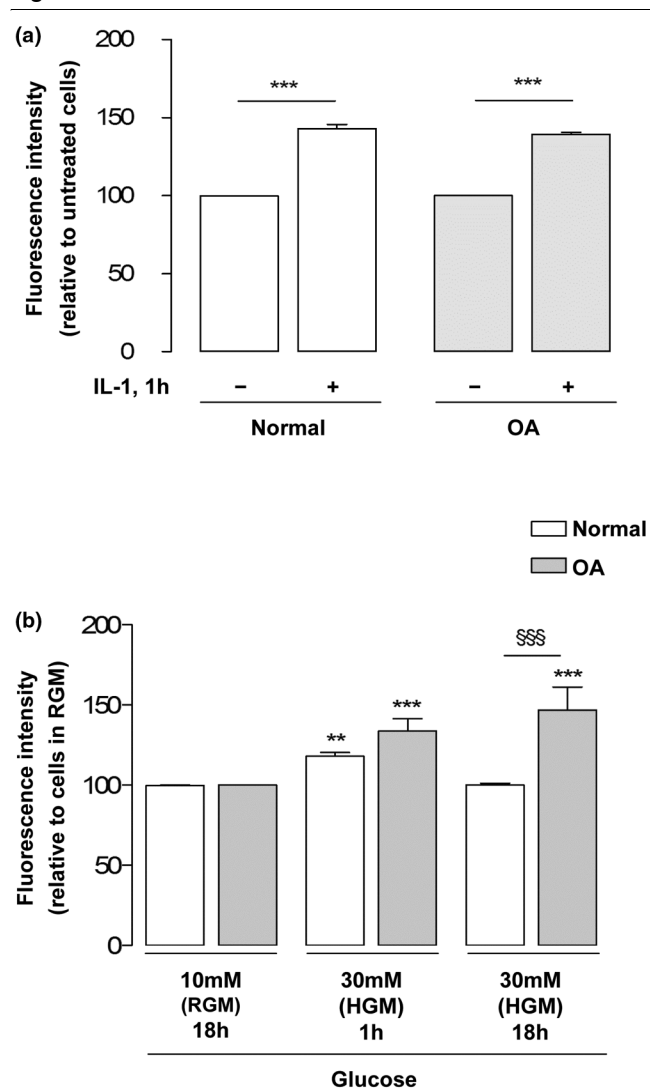 (a)
Fluorescence intensity
(relative to untreated cells)
200
150
100
50
0
***
***
IL-1, 1h − + − +
Normal OA
Normal
OA
(b)
Fluorescence intensity
(relative to cells in RGM)
200
150
100
50
0
**
***
§§§
***
10mM 30mM 30mM
(RGM) (HGM) (HGM)
18h 1h 18h
Glucose